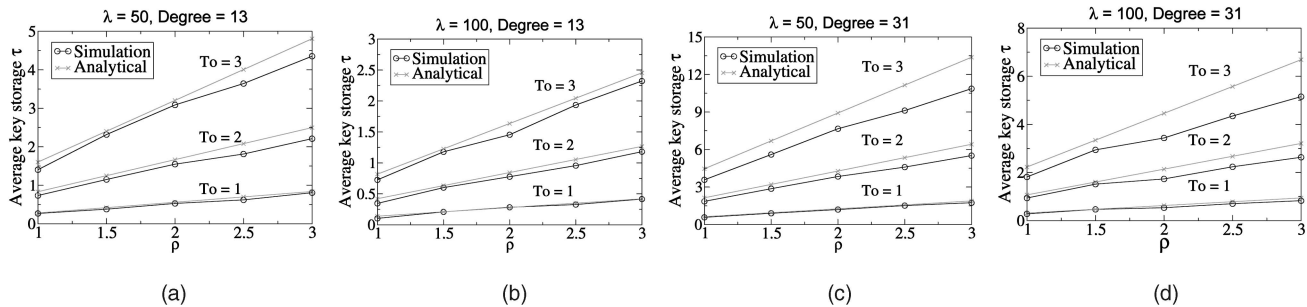 λ = 50, Degree = 13
Average key storage τ
5
4
3
2
1
0
Simulation
Analytical
To = 3
To = 2
To = 1
1
1.5
2
2.5
3
ρ
(a)
λ = 100, Degree = 13
Average key storage τ
3
2.5
2
1.5
1
0.5
0
Simulation
Analytical
To = 3
To = 2
To = 1
1
1.5
2
2.5
3
ρ
(b)
λ = 50, Degree = 31
Average key storage τ
15
12
9
6
3
0
Simulation
Analytical
To = 3
To = 2
To = 1
1
1.5
2
2.5
3
ρ
(c)
λ = 100, Degree = 31
Average key storage τ
8
6
4
2
0
Simulation
Analytical
To = 3
To = 2
To = 1
1
1.5
2
2.5
3
ρ
(d)